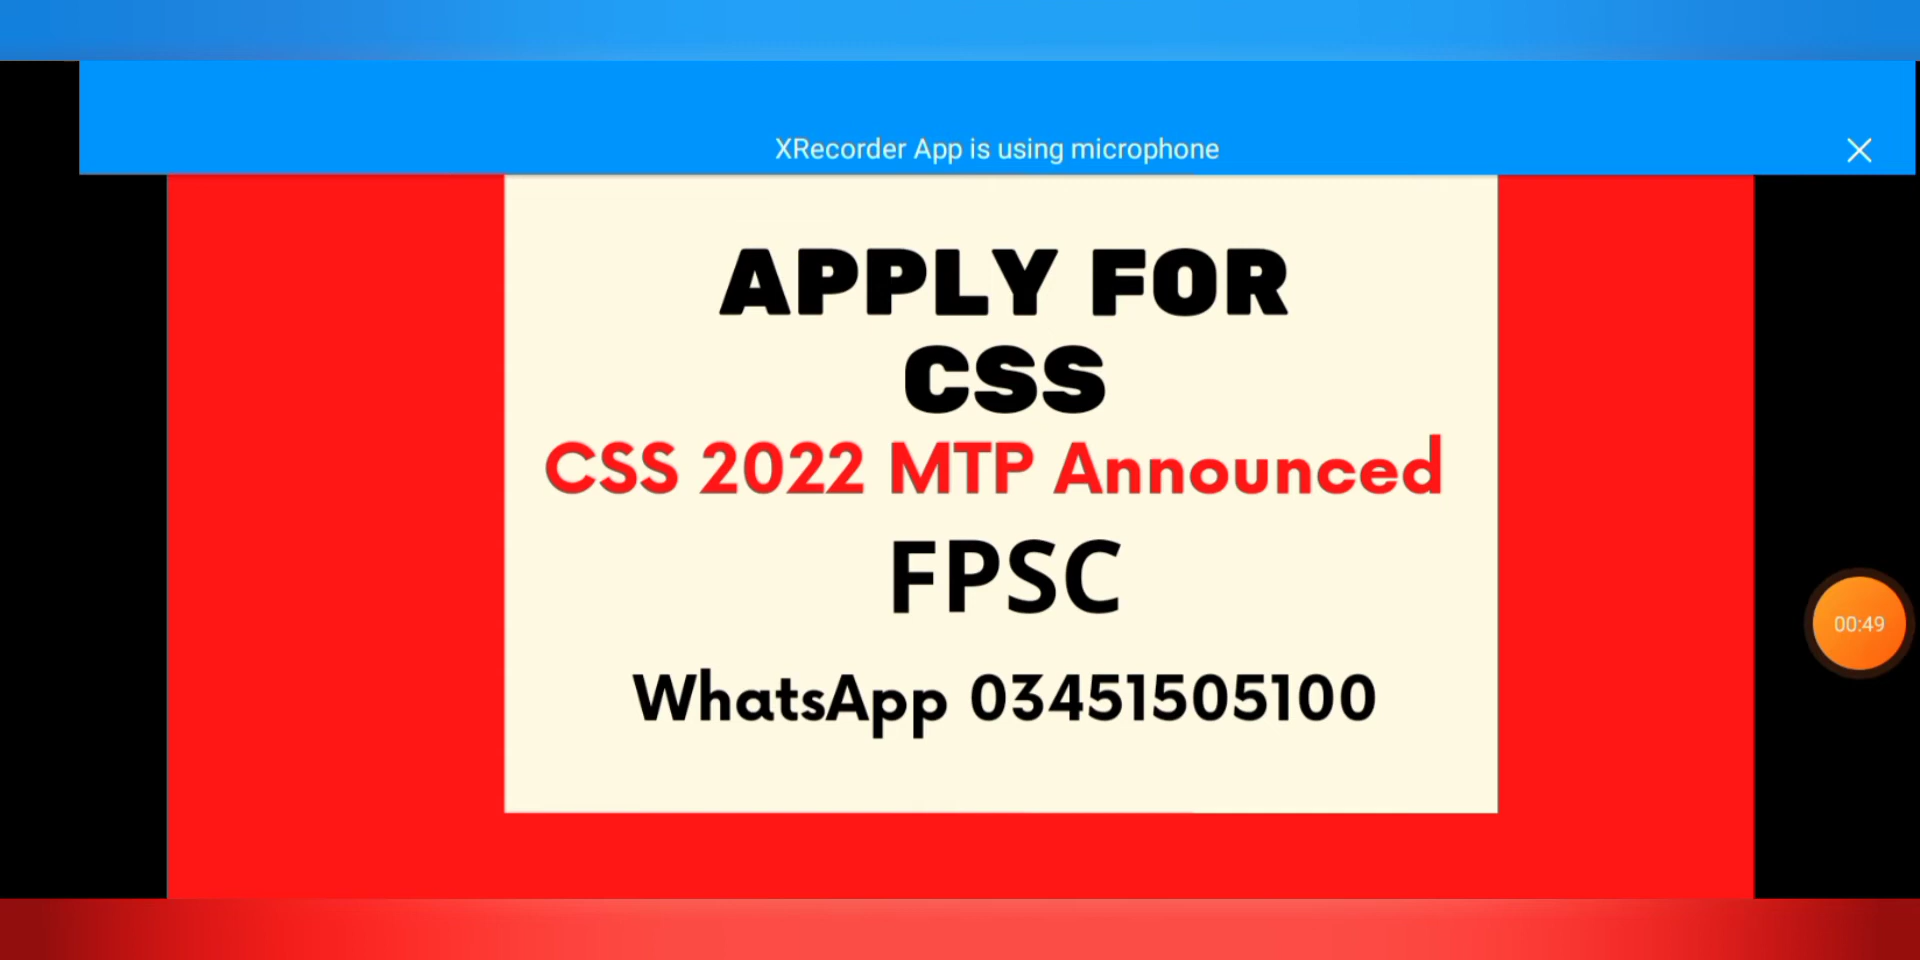 XRecorder App is using microphone
APPLY FOR
CSS
CSS 2022 MTP Announced
FPSC
00:49
WhatsApp 03451505100